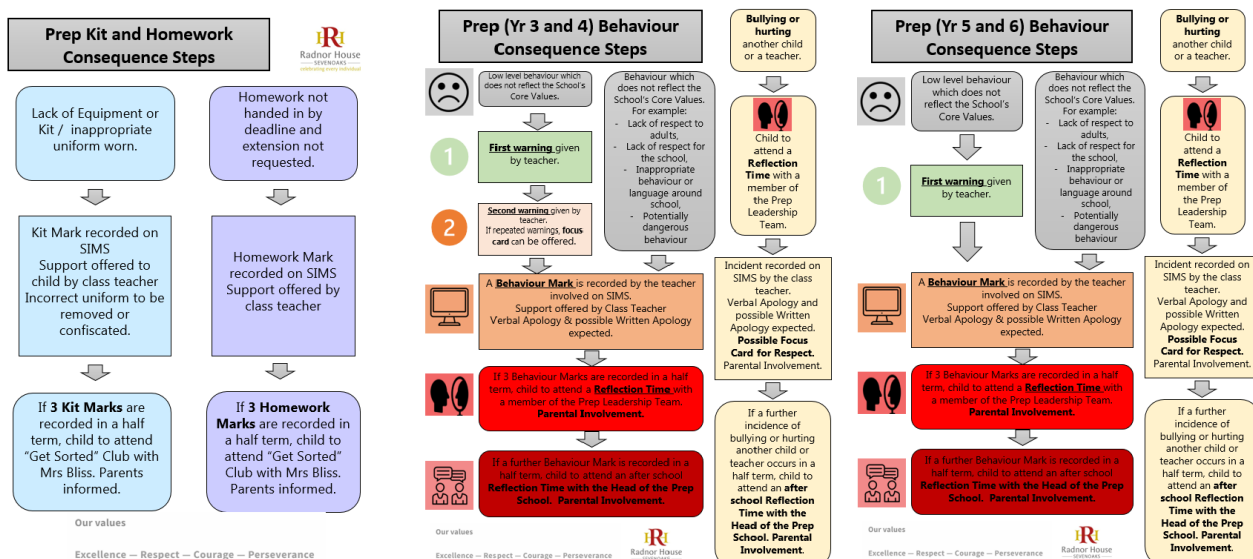 Prep Kit and Homework
Consequence Steps
RH
Radnor House
SEVENOAKS
celebrating every individual
Lack of Equipment or
Kit / inappropriate
uniform worn.
Homework not
handed in by
deadline and
extension not
requested.
Kit Mark recorded on
SIMS
Support offered to
child by class teacher
Incorrect uniform to be
removed or
confiscated.
Homework Mark
recorded on SIMS
Support offered by
class teacher
If 3 Kit Marks are
recorded in a half
term, child to attend
“Get Sorted” Club with
Mrs Bliss. Parents
informed.
If 3 Homework
Marks are recorded in
a half term, child to
attend “Get Sorted”
Club with Mrs Bliss.
Parents informed.
Our values
Excellence — Respect — Courage — Perseverance
Prep (Yr 3 and 4) Behaviour
Consequence Steps
Low level behaviour which
does not reflect the School's
Core Values.
1
First warning given
by teacher.
2
Second warning given by
teacher.
If repeated warnings, focus
card can be offered.
Behaviour which
does not reflect the
School's Core Values.
For example:
- Lack of respect to
adults,
- Lack of respect for
the school,
- Inappropriate
behaviour or
language around
school,
- Potentially
dangerous
behaviour
A Behaviour Mark is recorded by the teacher
involved on SIMS.
Support offered by Class Teacher
Verbal Apology & possible Written Apology
expected.
If 3 Behaviour Marks are recorded in a half
term, child to attend a Reflection Time with
a member of the Prep Leadership Team.
Parental Involvement.
If a further Behaviour Mark is recorded in a
half term, child to attend an after school
Reflection Time with the Head of the Prep
School. Parental Involvement.
Bullying or
hurting
another child
or a teacher.
Child to
attend a
Reflection
Time with a
member of
the Prep
Leadership
Team.
Incident recorded on
SIMS by the class
teacher.
Verbal Apology and
possible Written
Apology expected.
Possible Focus
Card for Respect.
Parental Involvement.
If a further
incidence of
bullying or hurting
another child or
teacher occurs in a
half term, child to
attend an after
school Reflection
Time with the
Head of the Prep
School. Parental
Involvement.
Our values
Excellence — Respect — Courage — Perseverance
RH
Radnor House
SEVENOAKS
Prep (Yr 5 and 6) Behaviour
Consequence Steps
Low level behaviour
which does not
reflect the School's
Core Values.
1
First warning given
by teacher.
Behaviour which
does not reflect the
School's Core Values.
For example:
- Lack of respect to
adults,
- Lack of respect for
the school,
- Inappropriate
behaviour or
language around
school,
- Potentially
dangerous
behaviour
A Behaviour Mark is recorded by the teacher
involved on SIMS.
Support offered by Class Teacher
Verbal Apology & possible Written Apology
expected.
If 3 Behaviour Marks are recorded in a half
term, child to attend a Reflection Time with
a member of the Prep Leadership Team.
Parental Involvement.
If a further Behaviour Mark is recorded in a
half term, child to attend an after school
Reflection Time with the Head of the Prep
School. Parental Involvement.
Bullying or
hurting
another child
or a teacher.
Child to
attend a
Reflection
Time with a
member of
the Prep
Leadership
Team.
Incident recorded on
SIMS by the class
teacher.
Verbal Apology and
possible Written
Apology expected.
Possible Focus
Card for Respect.
Parental Involvement.
If a further
incidence of
bullying or hurting
another child or
teacher occurs in a
half term, child to
attend an after
school Reflection
Time with the
Head of the Prep
School. Parental
Involvement.
Our values
Excellence — Respect — Courage — Perseverance
RH
Radnor House
SEVENOAKS